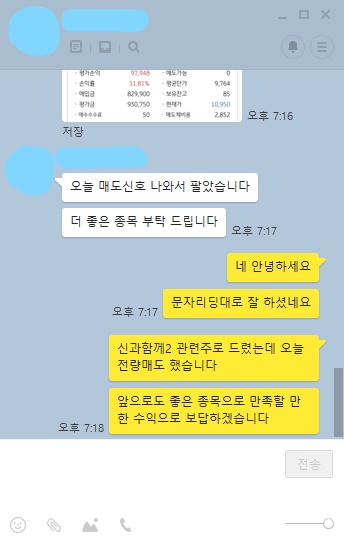 · 평가손익 97,948 · 매도가능 0
· 손익률 11.81% · 평균단가 9,764
· 매입금 829,900 · 보유잔고 85
· 평가금 950,750 · 현재가 10,950
· 매수수수료 50 · 매도제비용 2,852
오후 7:16
저장
오늘 매도신호 나와서 팔았습니다
더 좋은 종목 부탁 드립니다
오후 7:17
네 안녕하세요
문자리딩대로 잘 하셨네요
오후 7:17
신과함께2 관련주로 드렸는데 오늘
전량매도 했습니다
앞으로도 좋은 종목으로 만족할 만
한 수익으로 보답하겠습니다
오후 7:18
전송